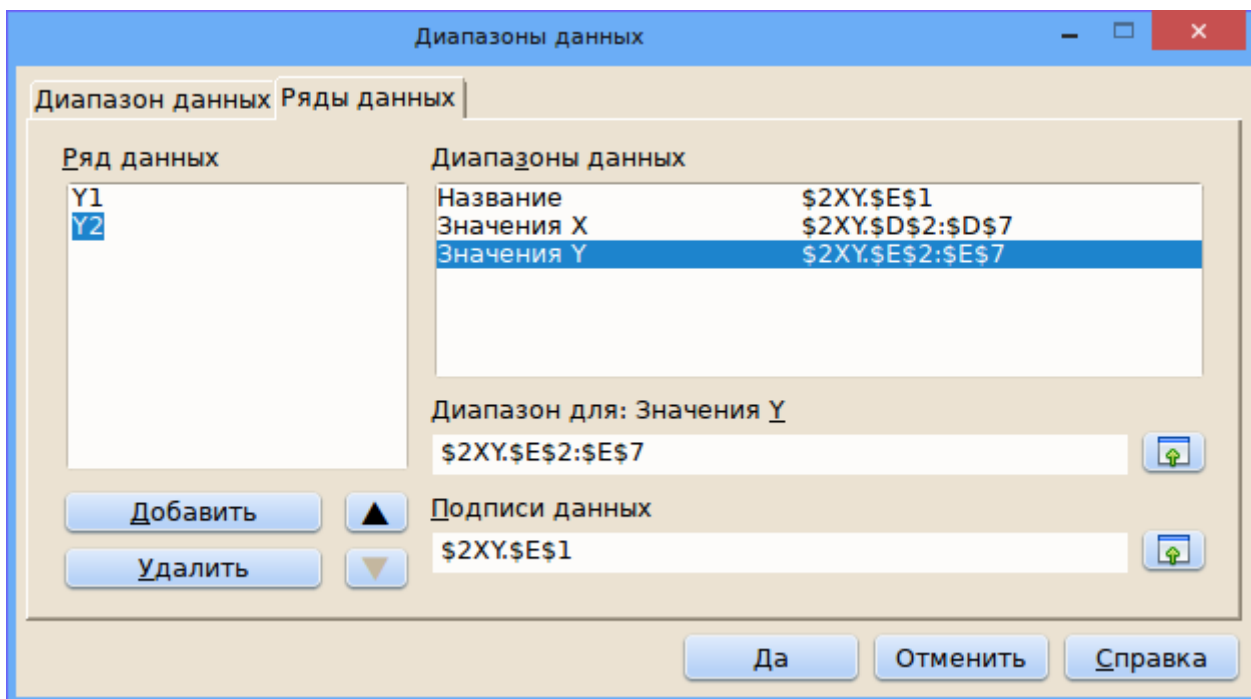 Диапазоны данных
Диапазон данных Ряды данных
Ряд данных
Y1
Y2
Добавить
Удалить
Диапазоны данных
Название $2XY.$E$1
Значения X $2XY.$D$2:$D$7
Значения Y $2XY.$E$2:$E$7
Диапазон для: Значения Y
$2XY.$E$2:$E$7
Подписи данных
$2XY.$E$1
Да Отменить Справка